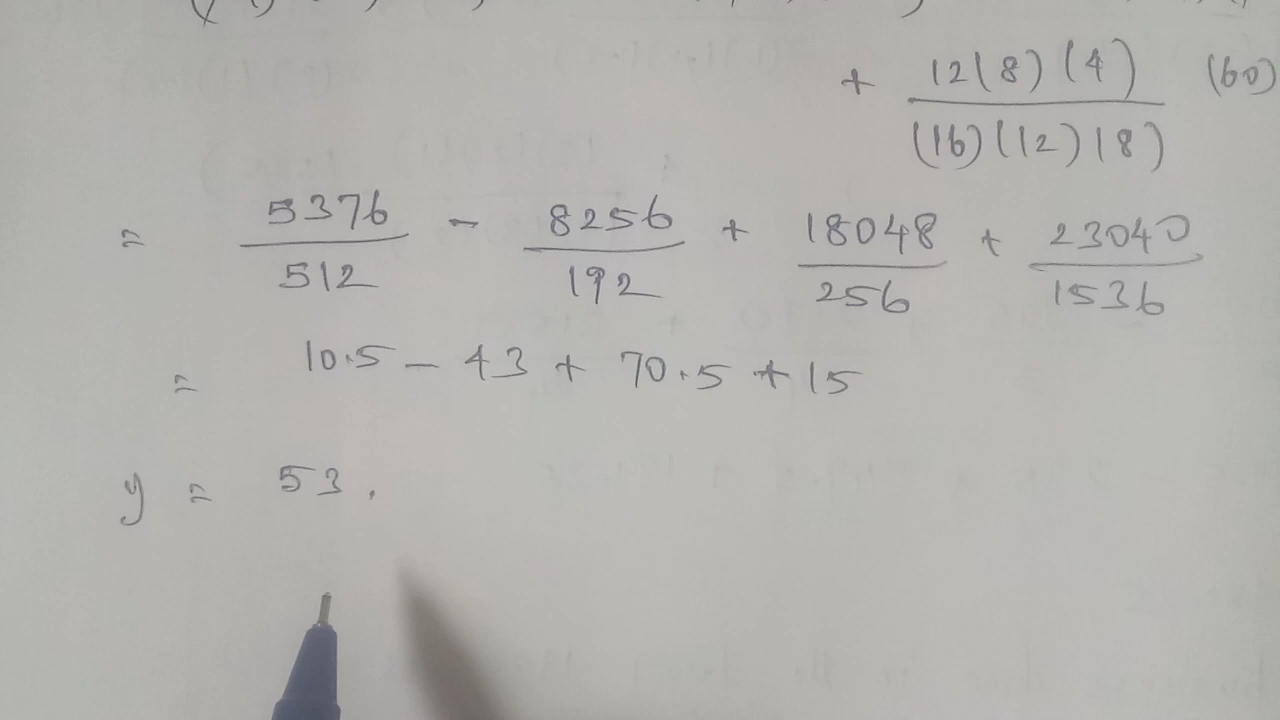 + 12(8)(4) / (16)(12)(8) (60)
= 5376/512 - 8256/192 + 18048/256 + 23040/1536
= 10.5 - 43 + 70.5 + 15
y = 53.